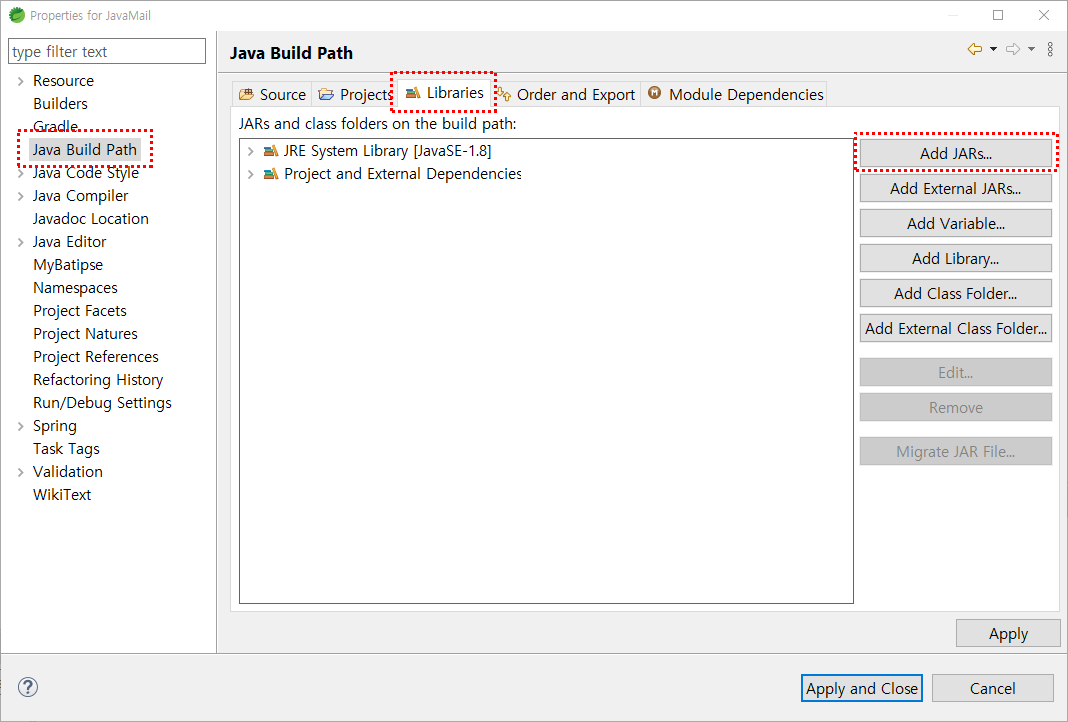 Properties for JavaMail
type filter text
Resource
Builders
Gradle
Java Build Path
Java Code Style
Java Compiler
Javadoc Location
Java Editor
MyBatipse
Namespaces
Project Facets
Project Natures
Project References
Refactoring History
Run/Debug Settings
Spring
Task Tags
Validation
WikiText
Java Build Path
Source Projects Libraries Order and Export M Module Dependencies
JARs and class folders on the build path:
JRE System Library [JavaSE-1.8]
Project and External Dependencies
Add JARs...
Add External JARs...
Add Variable...
Add Library...
Add Class Folder...
Add External Class Folder...
Edit...
Remove
Migrate JAR File...
Apply
?
Apply and Close Cancel